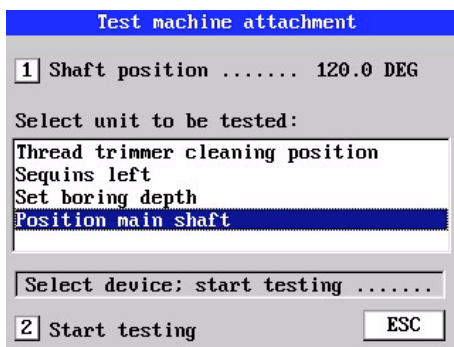 Test machine attachment
1 Shaft position ....... 120.0 DEG
Select unit to be tested:
Thread trimmer cleaning position
Sequins left
Set boring depth
Position main shaft
Select device; start testing .......
2 Start testing ESC